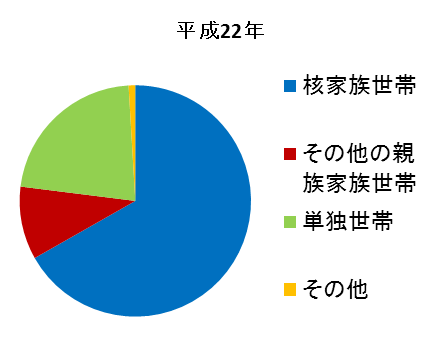 平成22年
核家族世帯
その他の親
族家族世帯
単独世帯
その他